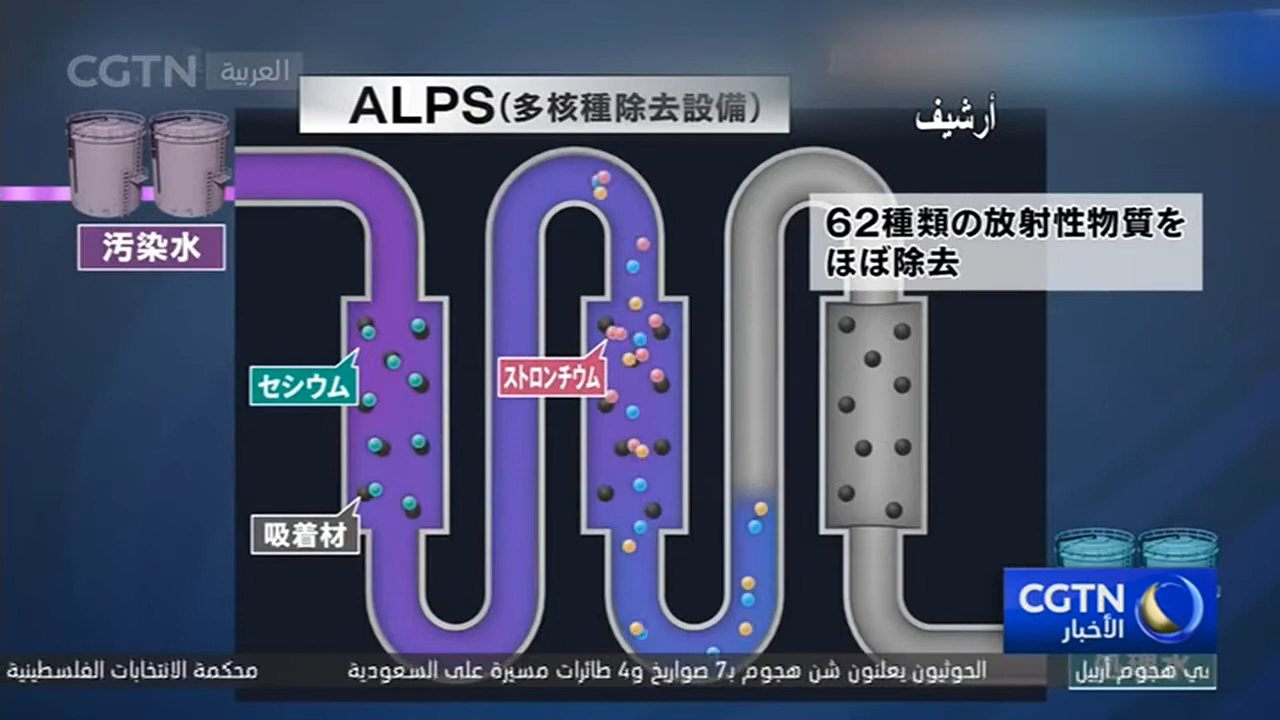 CGTN العربية
ALPS(多核種除去設備)
أرشيف
汚染水
62種類の放射性物質を
ほぼ除去
セシウム
ストロンチウム
吸着材
CGTN
الأخبار
هجوم أربيل
الحوثيون يعلنون شن هجوم بـ7 صواريخ و4 طائرات مسيرة على السعودية
محكمة الانتخابات الفلسطينية